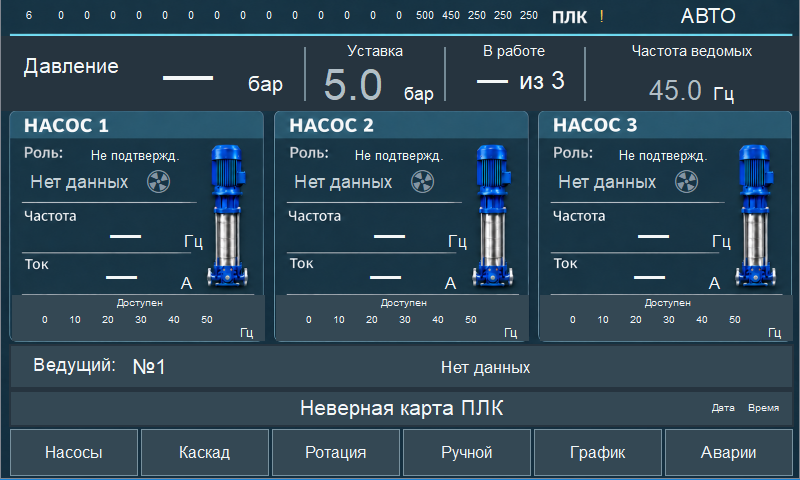 6 0 0 0 0 0 0 0 0 0 0 0 0 0 500 450 250 250 250 ПЛК ! АВТО
Давление — бар
Уставка
5.0 бар
В работе
— из 3
Частота ведомых
45.0 Гц
НАСОС 1
Роль: Не подтвержд.
Нет данных
Частота
— Гц
Ток
— А
Доступен
0 10 20 30 40 50
Гц
НАСОС 2
Роль: Не подтвержд.
Нет данных
Частота
— Гц
Ток
— А
Доступен
0 10 20 30 40 50
Гц
НАСОС 3
Роль: Не подтвержд.
Нет данных
Частота
— Гц
Ток
— А
Доступен
0 10 20 30 40 50
Гц
Ведущий: №1 Нет данных
Неверная карта ПЛК Дата Время
Насосы Каскад Ротация Ручной График Аварии